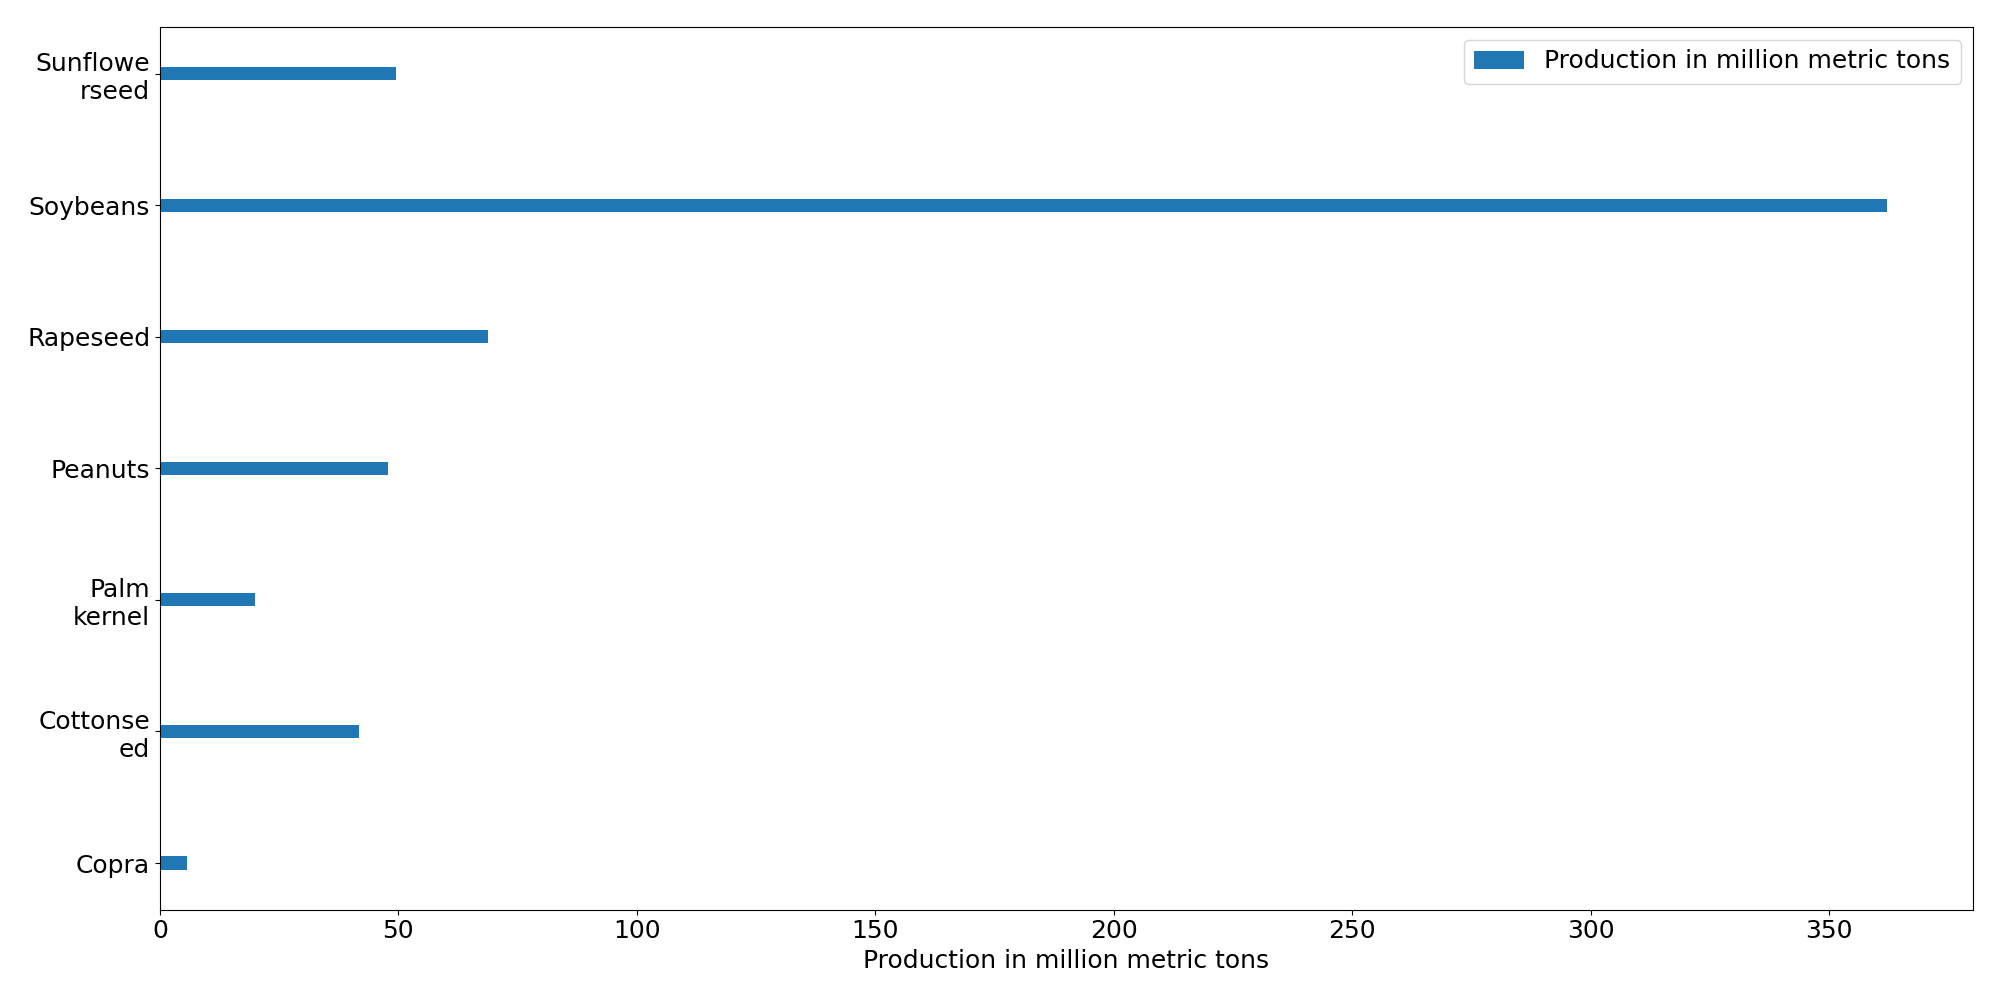 Production in million metric tons
Sunflowe
rseed
Soybeans
Rapeseed
Peanuts
Palm
kernel
Cottonse
ed
Copra
0 50 100 150 200 250 300 350
Production in million metric tons